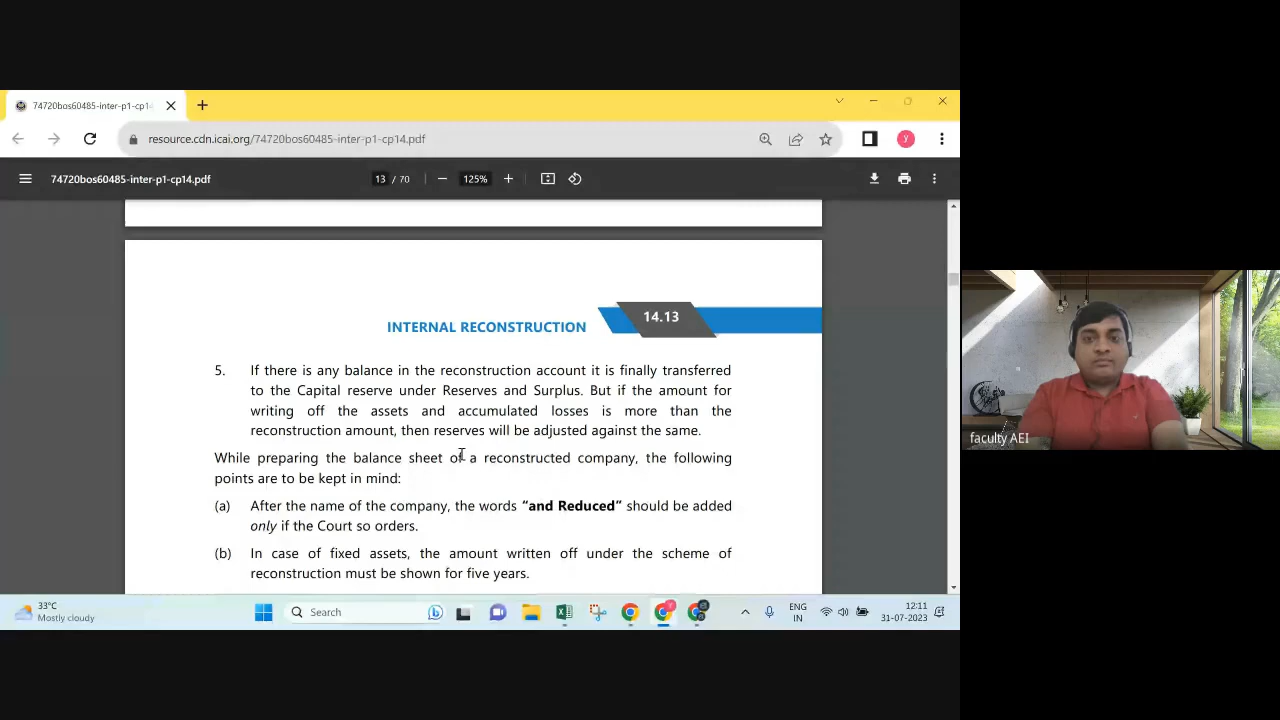 74720bos60485-inter-p1-cp14
resource.cdn.icai.org/74720bos60485-inter-p1-cp14.pdf
y
74720bos60485-inter-p1-cp14.pdf
13 / 70
125%
14.13
INTERNAL RECONSTRUCTION
5. If there is any balance in the reconstruction account it is finally transferred
to the Capital reserve under Reserves and Surplus. But if the amount for
writing off the assets and accumulated losses is more than the
reconstruction amount, then reserves will be adjusted against the same.
While preparing the balance sheet of a reconstructed company, the following
points are to be kept in mind:
(a) After the name of the company, the words “and Reduced” should be added
only if the Court so orders.
(b) In case of fixed assets, the amount written off under the scheme of
reconstruction must be shown for five years.
faculty AEI
33°C
Mostly cloudy
Search
ENG
IN
12:11
31-07-2023